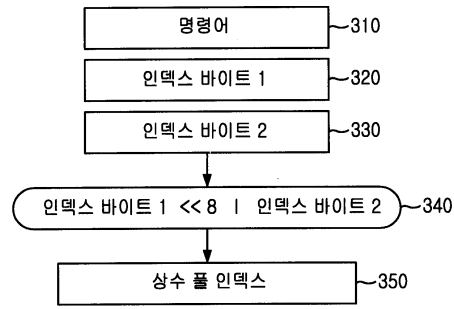 명령어 310
인덱스 바이트 1 320
인덱스 바이트 2 330
인덱스 바이트 1 << 8 | 인덱스 바이트 2 340
상수 풀 인덱스 350